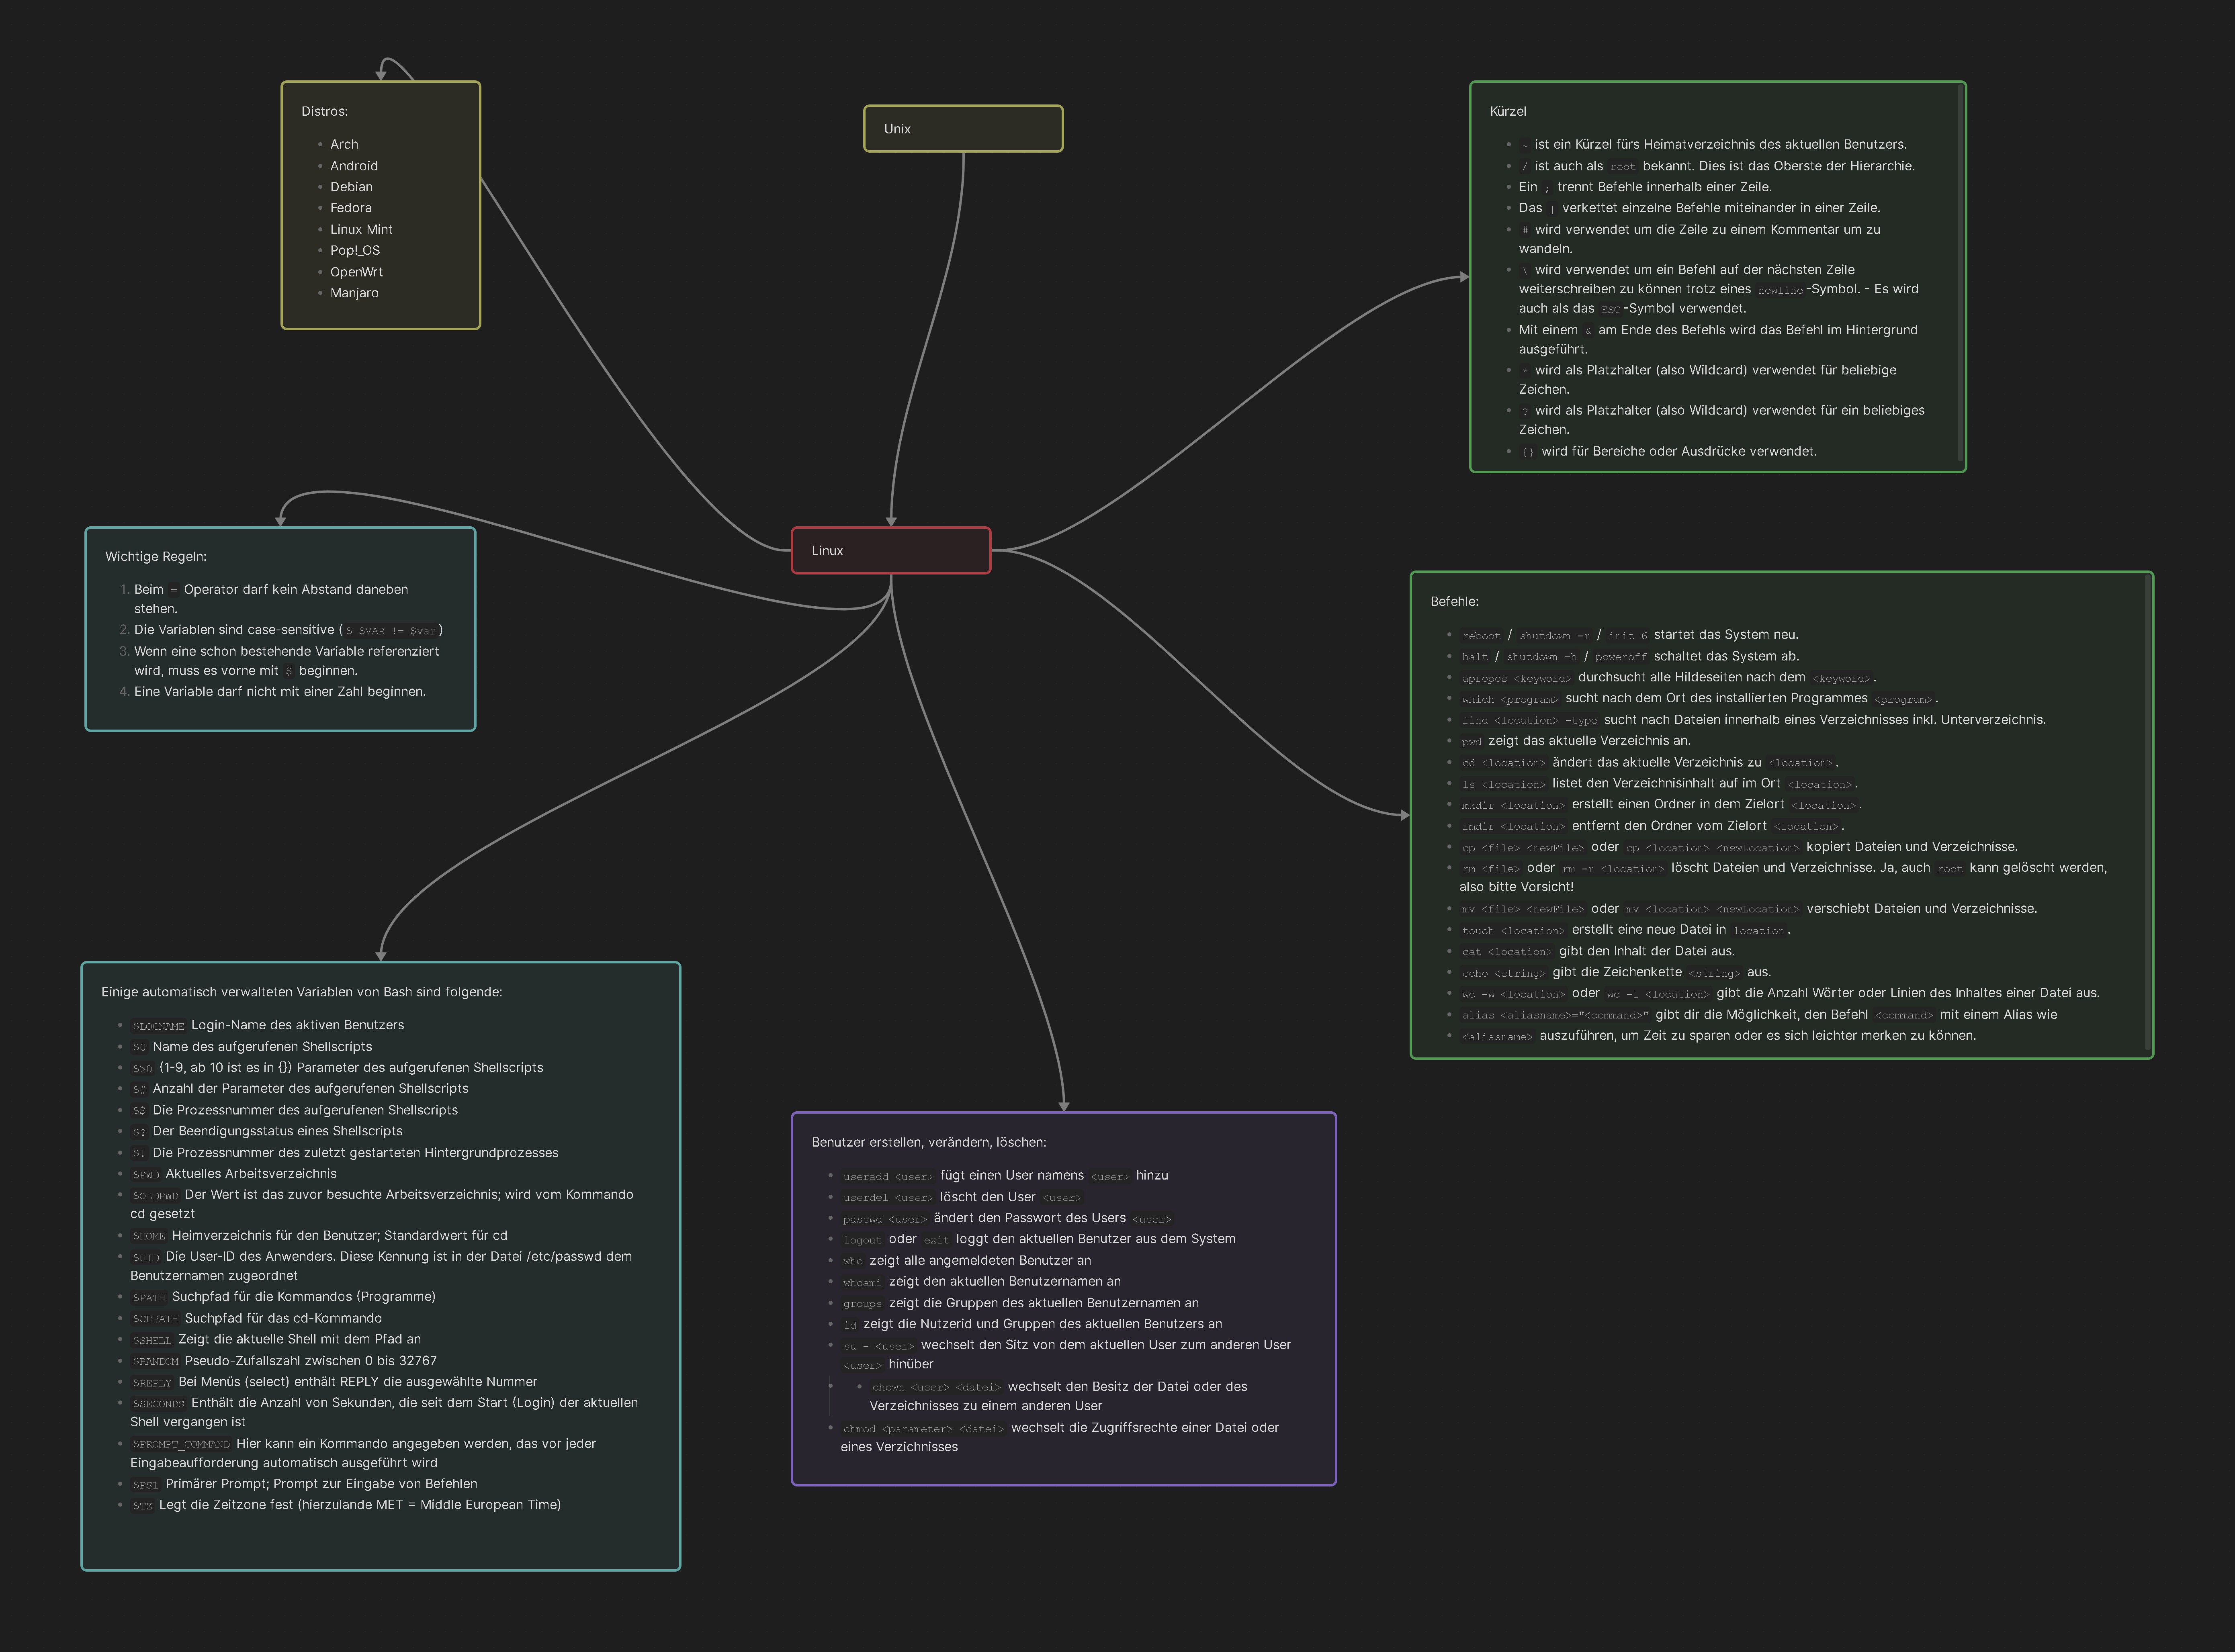 Distros:
Arch
Android
Debian
Fedora
Linux Mint
Pop!_OS
OpenWrt
Manjaro
Unix
Kürzel
~ ist ein Kürzel fürs Heimatverzeichnis des aktuellen Benutzers.
/ ist auch als root bekannt. Dies ist das Oberste der Hierarchie.
Ein ; trennt Befehle innerhalb einer Zeile.
Das | verkettet einzelne Befehle miteinander in einer Zeile.
# wird verwendet um die Zeile zu einem Kommentar um zu
wandeln.
\ wird verwendet um ein Befehl auf der nächsten Zeile
weiterschreiben zu können trotz eines newline-Symbol. - Es wird
auch als das ESC-Symbol verwendet.
Mit einem & am Ende des Befehls wird das Befehl im Hintergrund
ausgeführt.
* wird als Platzhalter (also Wildcard) verwendet für beliebige
Zeichen.
? wird als Platzhalter (also Wildcard) verwendet für ein beliebiges
Zeichen.
[] wird für Bereiche oder Ausdrücke verwendet.
Linux
Wichtige Regeln:
1. Beim = Operator darf kein Abstand daneben
stehen.
2. Die Variablen sind case-sensitive ($ $VAR != $var)
3. Wenn eine schon bestehende Variable referenziert
wird, muss es vorne mit $ beginnen.
4. Eine Variable darf nicht mit einer Zahl beginnen.
Befehle:
reboot / shutdown -r / init 6 startet das System neu.
halt / shutdown -h / poweroff schaltet das System ab.
apropos <keyword> durchsucht alle Hildeseiten nach dem <keyword>.
which <program> sucht nach dem Ort des installierten Programmes <program>.
find <location> -type sucht nach Dateien innerhalb eines Verzeichnisses inkl. Unterverzeichnis.
pwd zeigt das aktuelle Verzeichnis an.
cd <location> ändert das aktuelle Verzeichnis zu <location>.
ls <location> listet den Verzeichnisinhalt auf im Ort <location>.
mkdir <location> erstellt einen Ordner in dem Zielort <location>.
rmdir <location> entfernt den Ordner vom Zielort <location>.
cp <file> <newFile> oder cp <location> <newLocation> kopiert Dateien und Verzeichnisse.
rm <file> oder rm -r <location> löscht Dateien und Verzeichnisse. Ja, auch root kann gelöscht werden,
also bitte Vorsicht!
mv <file> <newFile> oder mv <location> <newLocation> verschiebt Dateien und Verzeichnisse.
touch <location> erstellt eine neue Datei in location.
cat <location> gibt den Inhalt der Datei aus.
echo <string> gibt die Zeichenkette <string> aus.
wc -w <location> oder wc -l <location> gibt die Anzahl Wörter oder Linien des Inhaltes einer Datei aus.
alias <aliasname>="<command>" gibt dir die Möglichkeit, den Befehl <command> mit einem Alias wie
<aliasname> auszuführen, um Zeit zu sparen oder es sich leichter merken zu können.
Einige automatisch verwalteten Variablen von Bash sind folgende:
$LOGNAME Login-Name des aktiven Benutzers
$0 Name des aufgerufenen Shellscripts
$>0 (1-9, ab 10 ist es in {}) Parameter des aufgerufenen Shellscripts
$# Anzahl der Parameter des aufgerufenen Shellscripts
$$ Die Prozessnummer des aufgerufenen Shellscripts
$? Der Beendigungsstatus eines Shellscripts
$! Die Prozessnummer des zuletzt gestarteten Hintergrundprozesses
$PWD Aktuelles Arbeitsverzeichnis
$OLDPWD Der Wert ist das zuvor besuchte Arbeitsverzeichnis; wird vom Kommando
cd gesetzt
$HOME Heimverzeichnis für den Benutzer; Standardwert für cd
$UID Die User-ID des Anwenders. Diese Kennung ist in der Datei /etc/passwd dem
Benutzernamen zugeordnet
$PATH Suchpfad für die Kommandos (Programme)
$CDPATH Suchpfad für das cd-Kommando
$SHELL Zeigt die aktuelle Shell mit dem Pfad an
$RANDOM Pseudo-Zufallszahl zwischen 0 bis 32767
$REPLY Bei Menüs (select) enthält REPLY die ausgewählte Nummer
$SECONDS Enthält die Anzahl von Sekunden, die seit dem Start (Login) der aktuellen
Shell vergangen ist
$PROMPT_COMMAND Hier kann ein Kommando angegeben werden, das vor jeder
Eingabeaufforderung automatisch ausgeführt wird
$PS1 Primärer Prompt; Prompt zur Eingabe von Befehlen
$TZ Legt die Zeitzone fest (hierzulande MET = Middle European Time)
Benutzer erstellen, verändern, löschen:
useradd <user> fügt einen User namens <user> hinzu
userdel <user> löscht den User <user>
passwd <user> ändert den Passwort des Users <user>
logout oder exit loggt den aktuellen Benutzer aus dem System
who zeigt alle angemeldeten Benutzer an
whoami zeigt den aktuellen Benutzernamen an
groups zeigt die Gruppen des aktuellen Benutzernamen an
id zeigt die Nutzerid und Gruppen des aktuellen Benutzers an
su - <user> wechselt den Sitz von dem aktuellen User zum anderen User
<user> hinüber
chown <user> <datei> wechselt den Besitz der Datei oder des
Verzeichnisses zu einem anderen User
chmod <parameter> <datei> wechselt die Zugriffsrechte einer Datei oder
eines Verzichnisses